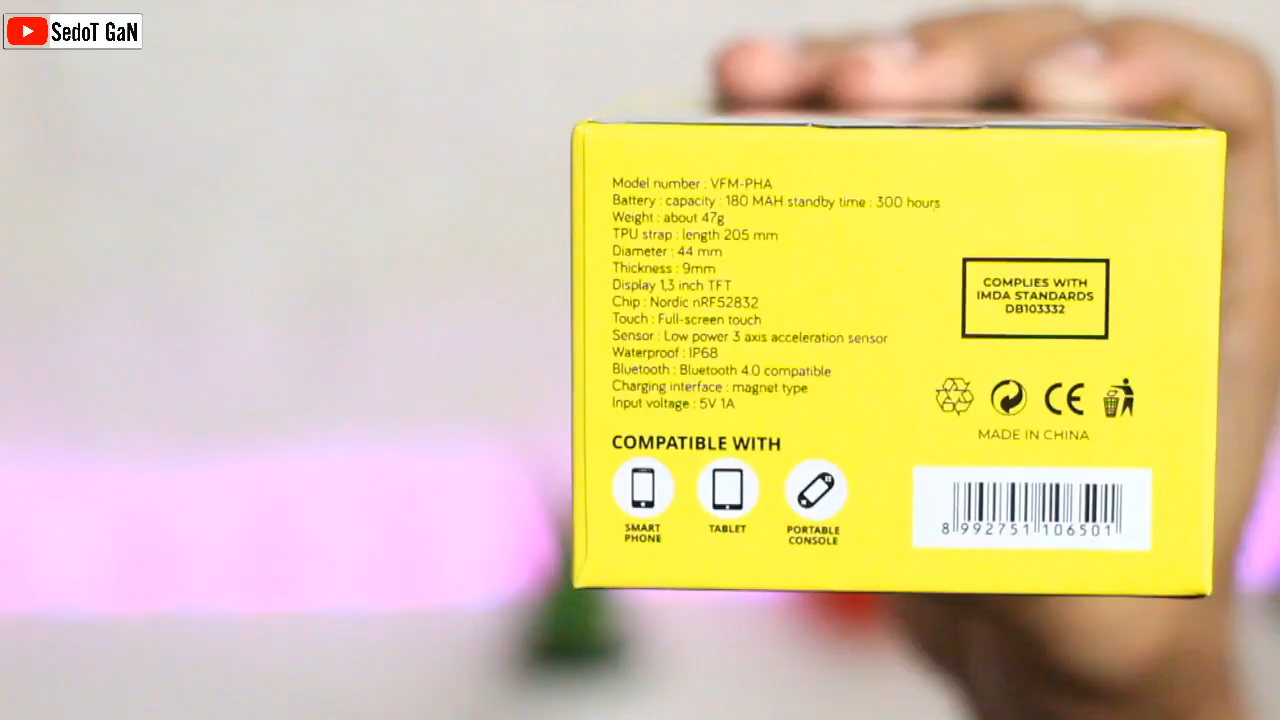 SedoT GaN
Model number : VFM-PHA
Battery : capacity : 180 MAH standby time : 300 hours
Weight : about 47g
TPU strap : length 205 mm
Diameter : 44 mm
Thickness : 9mm
Display 1,3 inch TFT
Chip : Nordic nRF52832
Touch : Full-screen touch
Sensor : Low power 3 axis acceleration sensor
Waterproof : IP68
Bluetooth : Bluetooth 4.0 compatible
Charging interface : magnet type
Input voltage : 5V 1A
COMPATIBLE WITH
SMART
PHONE
TABLET
PORTABLE
CONSOLE
COMPLIES WITH
IMDA STANDARDS
DB103332
CE
MADE IN CHINA
8 992751 106501